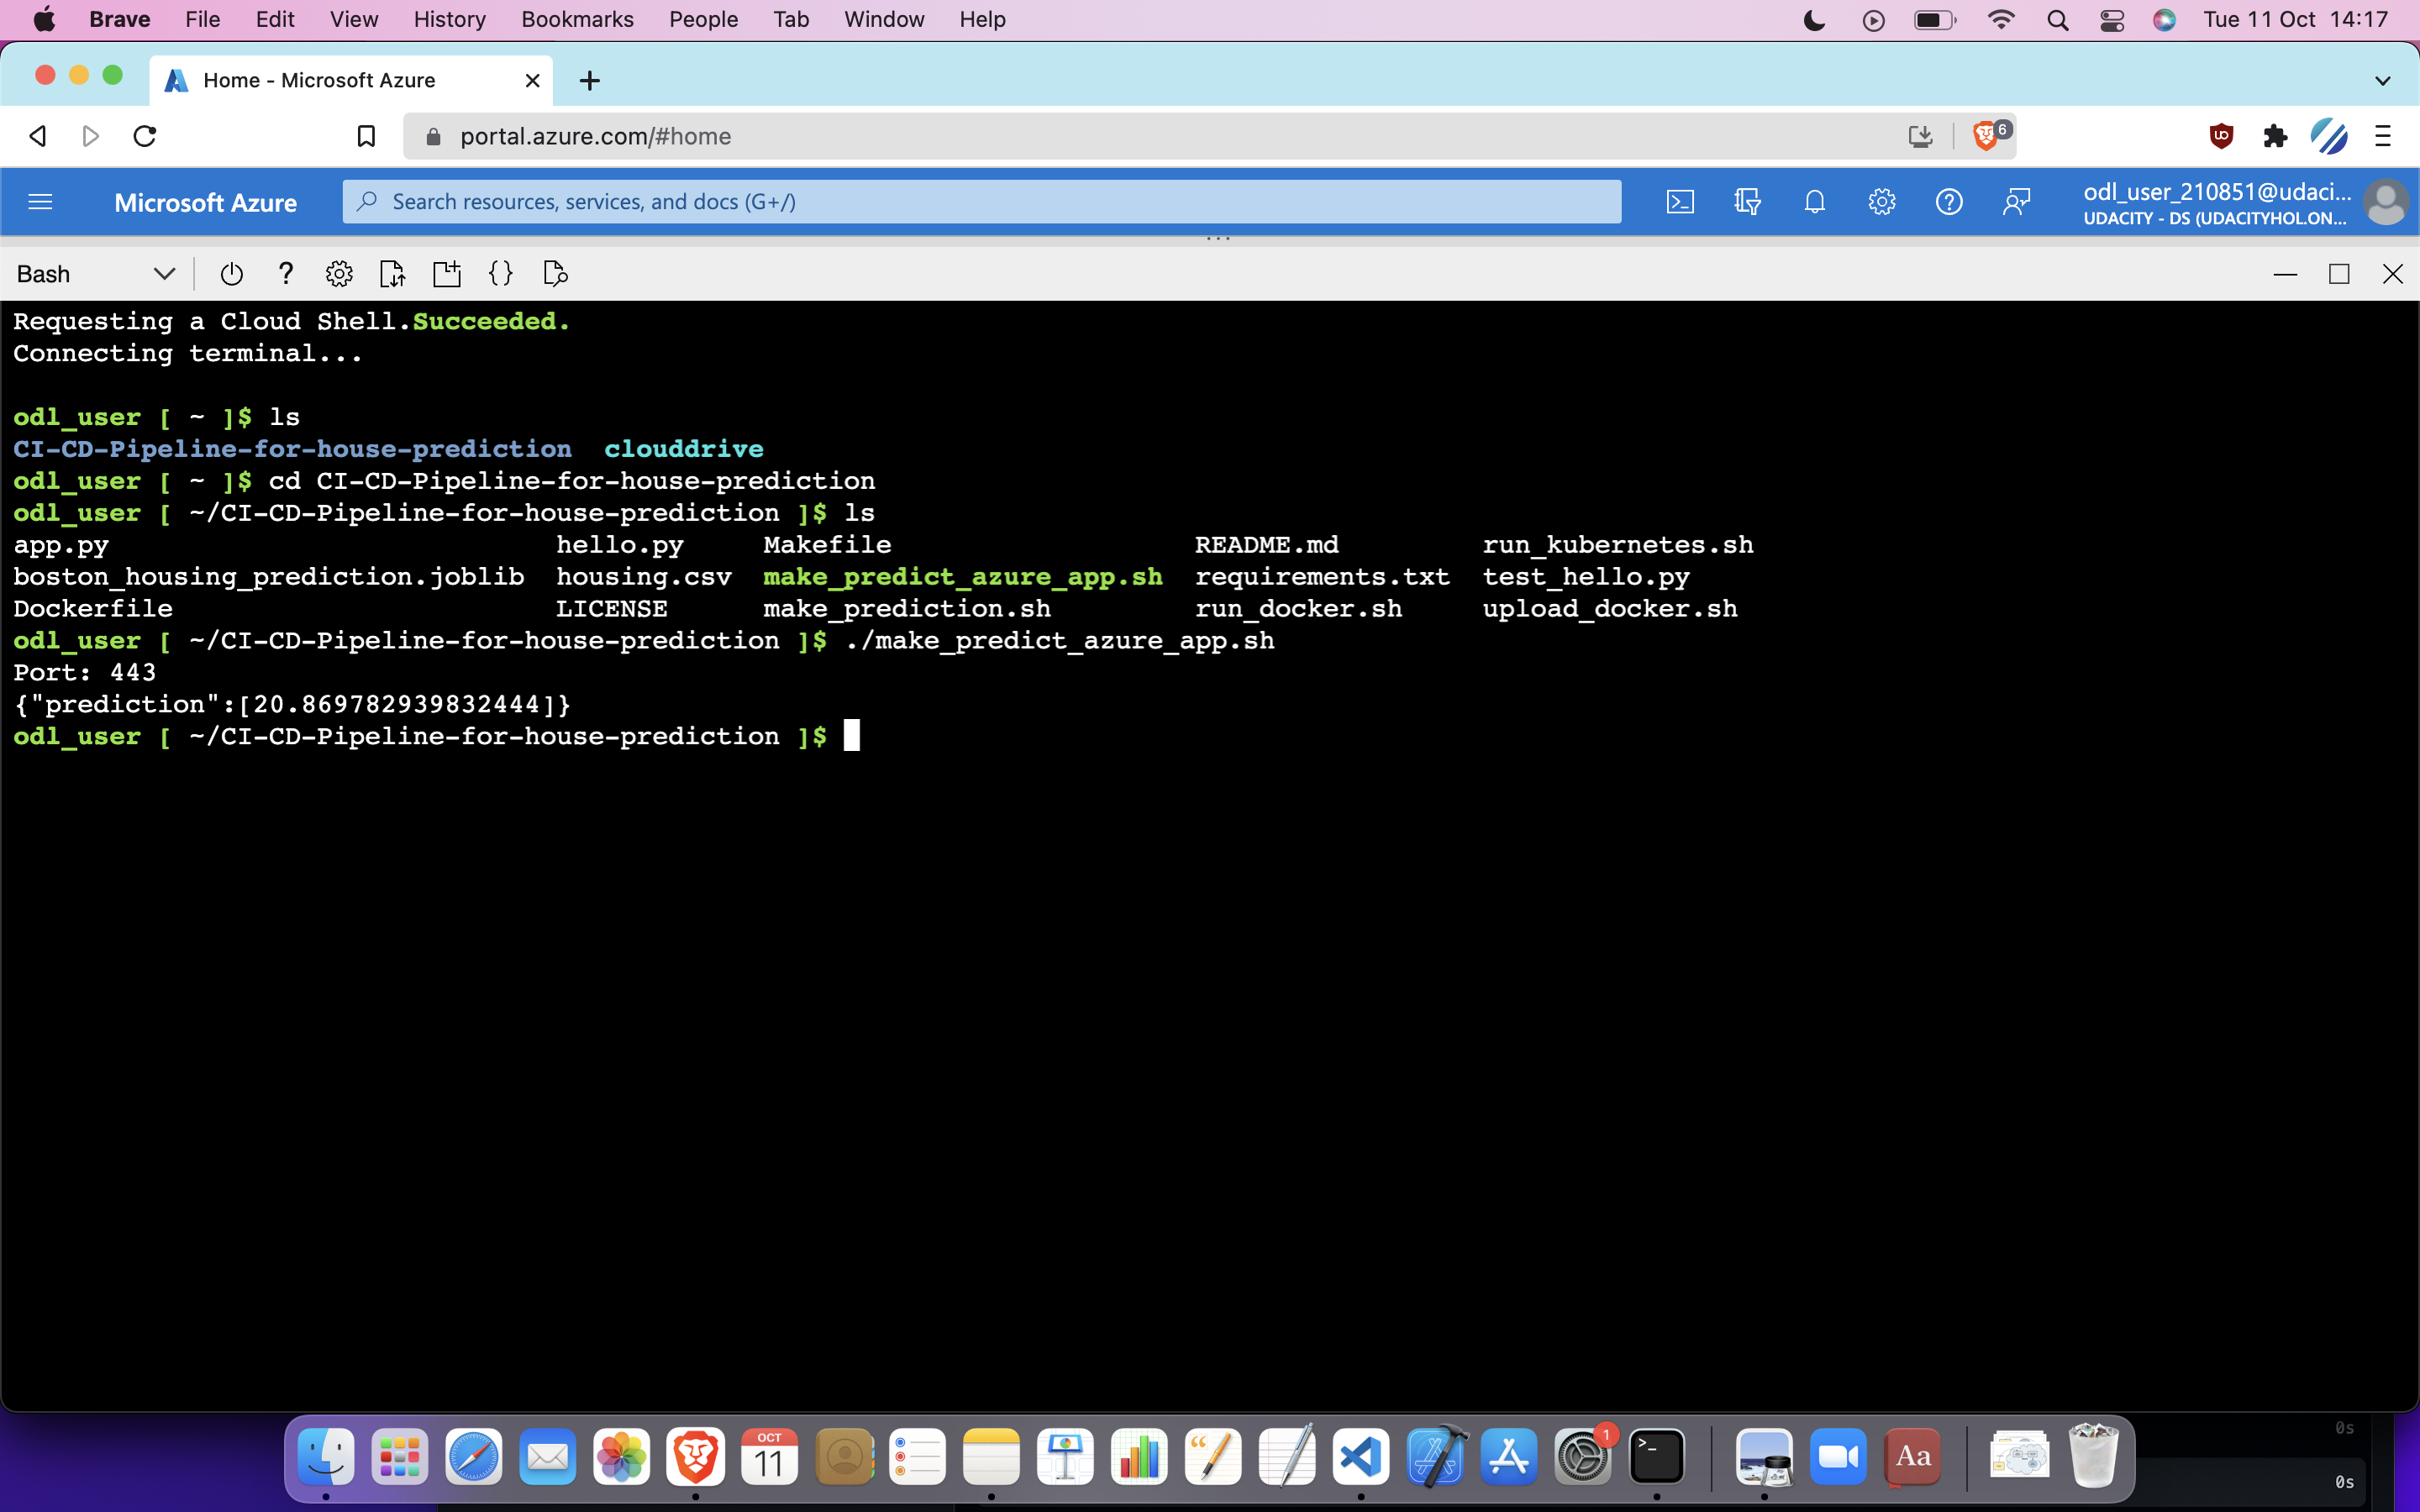 Brave File Edit View History Bookmarks People Tab Window Help Tue 11 Oct 14:17
Home - Microsoft Azure
portal.azure.com/#home 6
Microsoft Azure Search resources, services, and docs (G+/) odl_user_210851@udaci...
UDACITY - DS (UDACITYHOL.ON...
Bash
Requesting a Cloud Shell.Succeeded.
Connecting terminal...
odl_user [ ~ ]$ ls
CI-CD-Pipeline-for-house-prediction clouddrive
odl_user [ ~ ]$ cd CI-CD-Pipeline-for-house-prediction
odl_user [ ~/CI-CD-Pipeline-for-house-prediction ]$ ls
app.py hello.py Makefile README.md run_kubernetes.sh
boston_housing_prediction.joblib housing.csv make_predict_azure_app.sh requirements.txt test_hello.py
Dockerfile LICENSE make_prediction.sh run_docker.sh upload_docker.sh
odl_user [ ~/CI-CD-Pipeline-for-house-prediction ]$ ./make_predict_azure_app.sh
Port: 443
{"prediction":[20.869782939832444]}
odl_user [ ~/CI-CD-Pipeline-for-house-prediction ]$
0s
OCT
11
1
Aa
0s